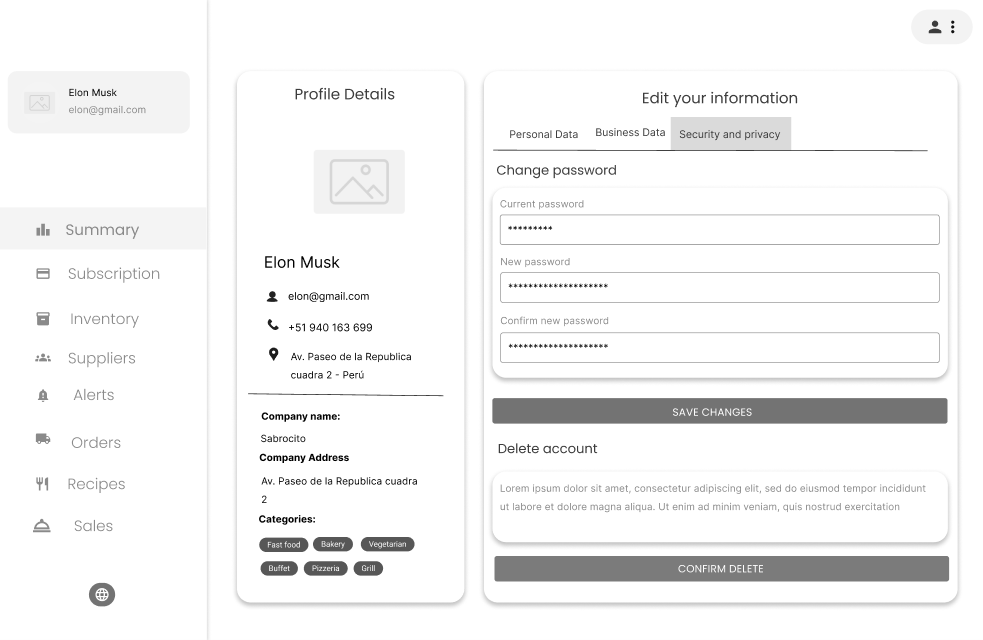 Elon Musk
elon@gmail.com
Summary
Subscription
Inventory
Suppliers
Alerts
Orders
Recipes
Sales
Profile Details
Elon Musk
elon@gmail.com
+51 940 163 699
Av. Paseo de la Republica
cuadra 2 - Perú
Company name:
Sabrocito
Company Address
Av. Paseo de la Republica cuadra
2
Categories:
Fast food Bakery Vegetarian
Buffet Pizzeria Grill
Edit your information
Personal Data Business Data Security and privacy
Change password
Current password
*********
New password
********************
Confirm new password
********************
SAVE CHANGES
Delete account
Lorem ipsum dolor sit amet, consectetur adipiscing elit, sed do eiusmod tempor incididunt
ut labore et dolore magna aliqua. Ut enim ad minim veniam, quis nostrud exercitation
CONFIRM DELETE